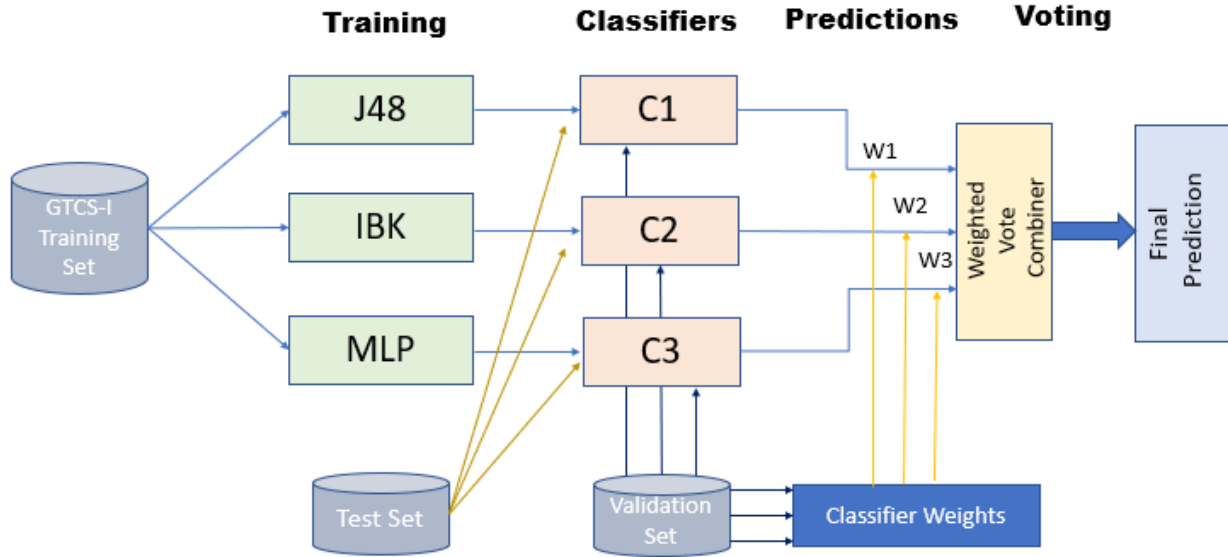 Training Classifiers Predictions Voting
J48
C1
W1
GTCS-I
Training
Set
IBK
C2
W2
Weighted
Vote
Combiner
Final
Prediction
W3
MLP
C3
Test Set
Validation
Set
Classifier Weights